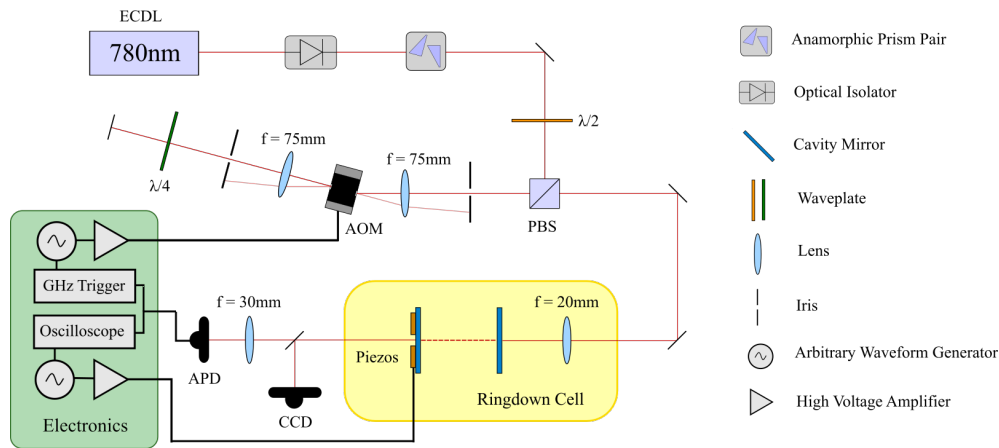 ECDL
780nm
Anamorphic Prism Pair
Optical Isolator
λ/2
Cavity Mirror
f = 75mm
f = 75mm
λ/4
AOM
PBS
Waveplate
Lens
GHz Trigger
f = 30mm
f = 20mm
Iris
Oscilloscope
Piezos
APD
Arbitrary Waveform Generator
CCD
Ringdown Cell
High Voltage Amplifier
Electronics